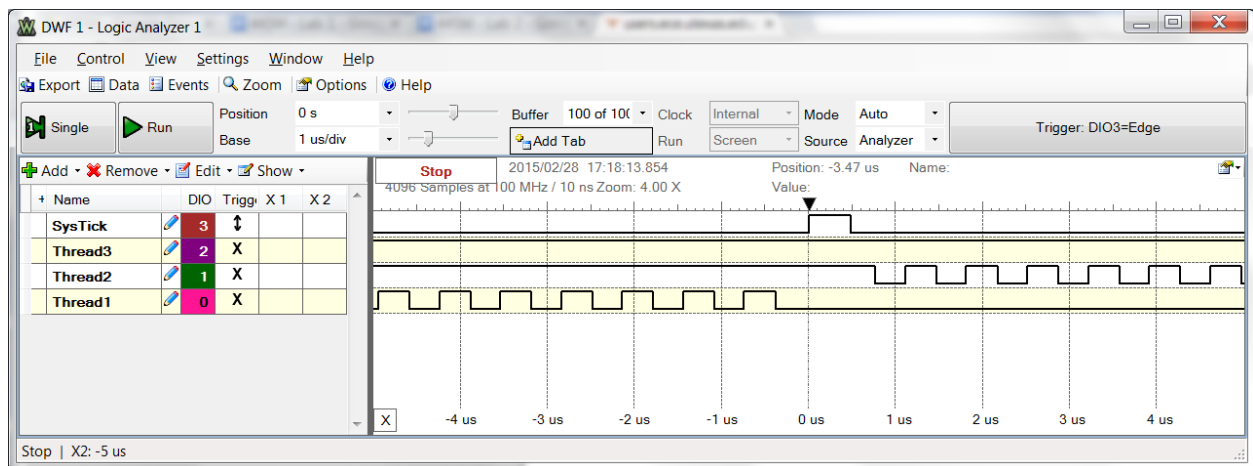 DWF 1 - Logic Analyzer 1
File Control View Settings Window Help
Export Data Events Zoom Options Help
Single Run Position 0 s Buffer 100 of 10( Clock Internal Mode Auto Trigger: DIO3=Edge
Base 1 us/div Add Tab Run Screen Source Analyzer
Add Remove Edit Show Stop 2015/02/28 17:18:13.854 Position: -3.47 us Name:
4096 Samples at 100 MHz / 10 ns Zoom: 4.00 X Value:
+ Name DIO Trigge X 1 X 2
SysTick 3
Thread3 2 X
Thread2 1 X
Thread1 0 X
X -4 us -3 us -2 us -1 us 0 us 1 us 2 us 3 us 4 us
Stop | X2: -5 us